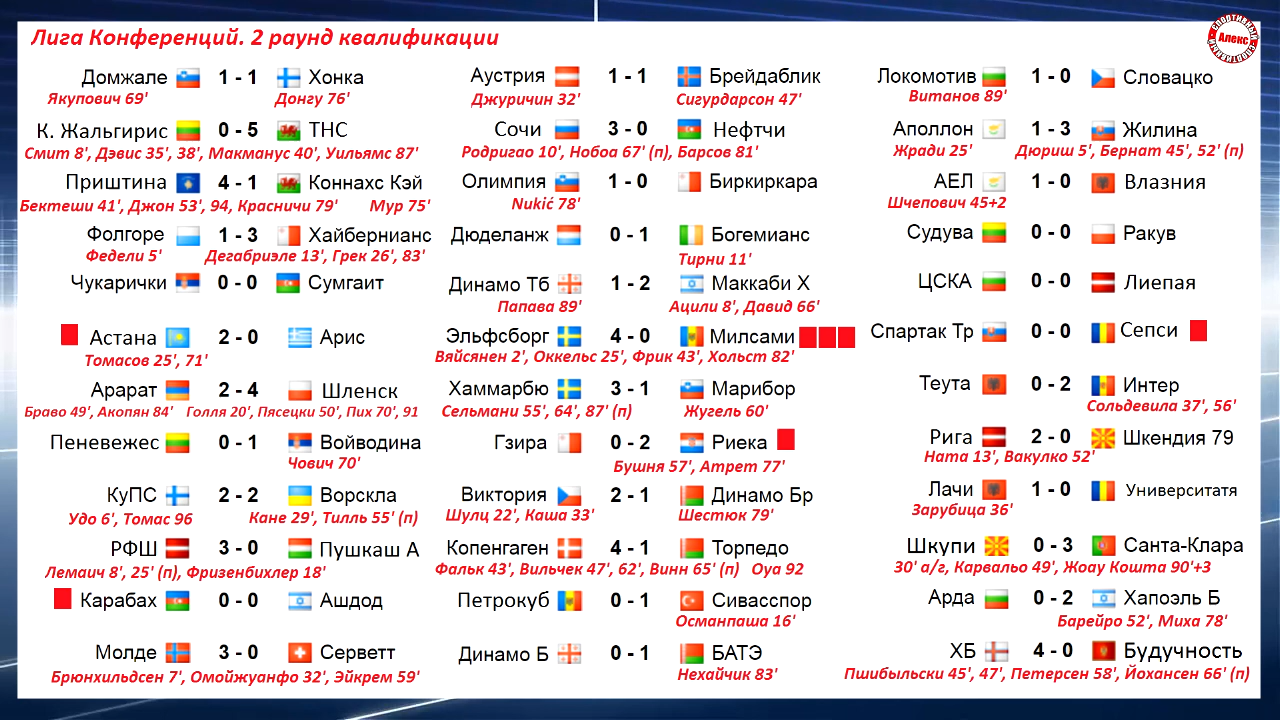 Лига Конференций. 2 раунд квалификации
СПОРТИВНЫЙ
Алекс
Домжале 1 - 1 Хонка
Якупович 69' Донгу 76'
К. Жальгирис 0 - 5 ТНС
Смит 8', Дэвис 35', 38', Макманус 40', Уильямс 87'
Приштина 4 - 1 Коннахс Кэй
Бектеши 41', Джон 53', 94, Красничи 79' Мур 75'
Фолгоре 1 - 3 Хайбернианс
Федели 5' Дегабриэле 13', Грек 26', 83'
Чукарички 0 - 0 Сумгаит
Астана 2 - 0 Арис
Томасов 25', 71'
Арарат 2 - 4 Шленск
Браво 49', Акопян 84' Голля 20', Пясецки 50', Пих 70', 91
Пеневежес 0 - 1 Войводина
Чович 70'
КуПС 2 - 2 Ворскла
Удо 6', Томас 96 Кане 29', Тилль 55' (п)
РФШ 3 - 0 Пушкаш А
Лемаич 8', 25' (п), Фризенбихлер 18'
Карабах 0 - 0 Ашдод
Молде 3 - 0 Серветт
Брюнхильдсен 7', Омойжуанфо 32', Эйкрем 59'
Аустрия 1 - 1 Брейдаблик
Джуричин 32' Сигурдарсон 47'
Сочи 3 - 0 Нефтчи
Родригао 10', Нобоа 67' (п), Барсов 81'
Олимпия 1 - 0 Биркиркара
Nukić 78'
Дюделанж 0 - 1 Богемианс
Тирни 11'
Динамо Тб 1 - 2 Маккаби Х
Папава 89' Ацили 8', Давид 66'
Эльфсборг 4 - 0 Милсами
Вяйсянен 2', Оккельс 25', Фрик 43', Хольст 82'
Хаммарбю 3 - 1 Марибор
Сельмани 55', 64', 87' (п) Жугель 60'
Гзира 0 - 2 Риека
Бушня 57', Атрет 77'
Виктория 2 - 1 Динамо Бр
Шулц 22', Каша 33' Шестюк 79'
Копенгаген 4 - 1 Торпедо
Фальк 43', Вильчек 47', 62', Винн 65' (п) Оуа 92
Петрокуб 0 - 1 Сивасспор
Османпаша 16'
Динамо Б 0 - 1 БАТЭ
Нехайчик 83'
Локомотив 1 - 0 Словацко
Витанов 89'
Аполлон 1 - 3 Жилина
Жради 25' Дюриш 5', Бернат 45', 52' (п)
АЕЛ 1 - 0 Влазния
Шчепович 45+2
Судува 0 - 0 Ракув
ЦСКА 0 - 0 Лиепая
Спартак Тр 0 - 0 Сепси
Теута 0 - 2 Интер
Сольдевила 37', 56'
Рига 2 - 0 Шкендия 79
Ната 13', Вакулко 52'
Лачи 1 - 0 Университатя
Зарубица 36'
Шкупи 0 - 3 Санта-Клара
30' а/г, Карвальо 49', Жоау Кошта 90'+3
Арда 0 - 2 Хапоэль Б
Барейро 52', Миха 78'
ХБ 4 - 0 Будучность
Пшибыльски 45', 47', Петерсен 58', Йохансен 66' (п)